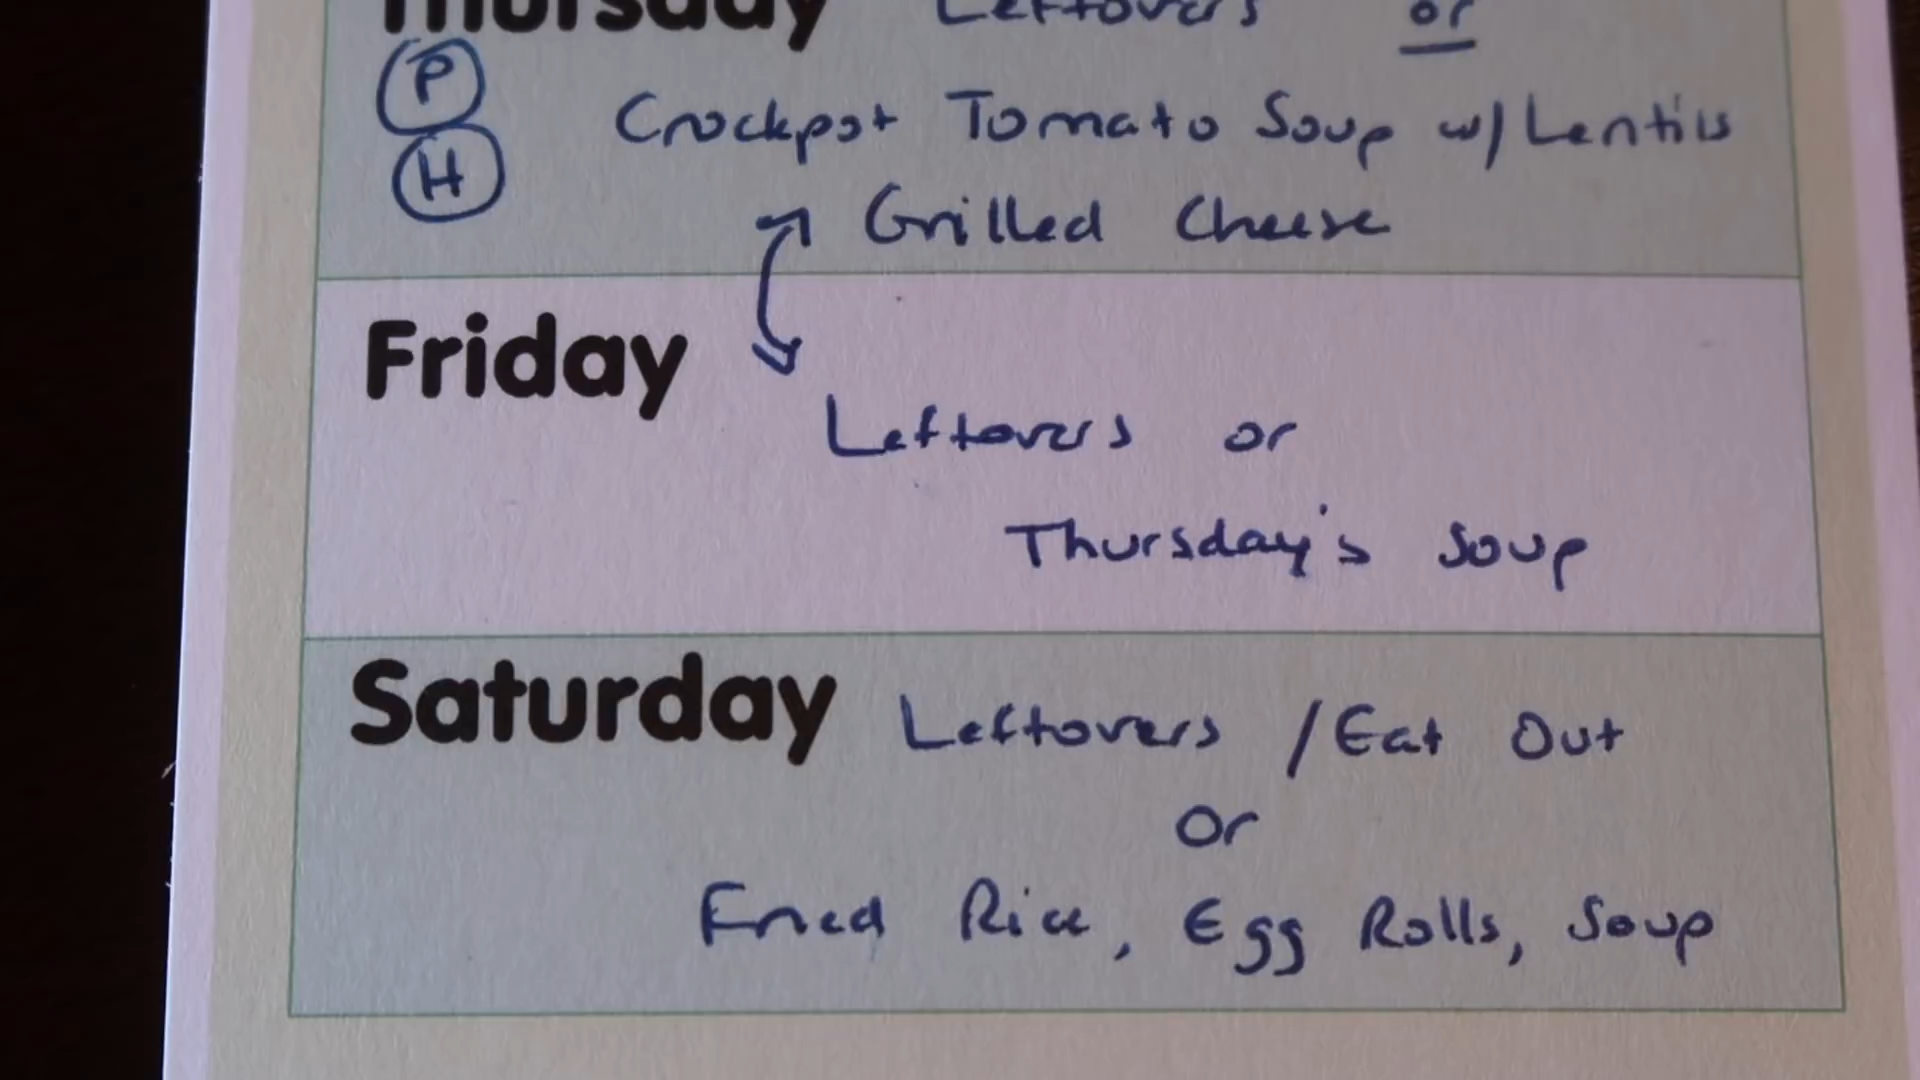 Thursday Leftovers or
P
Crockpot Tomato Soup w/ Lentils
H
Grilled Cheese
Friday
Leftovers or
Thursday's Soup
Saturday Leftovers / Eat Out
or
Fried Rice, Egg Rolls, Soup